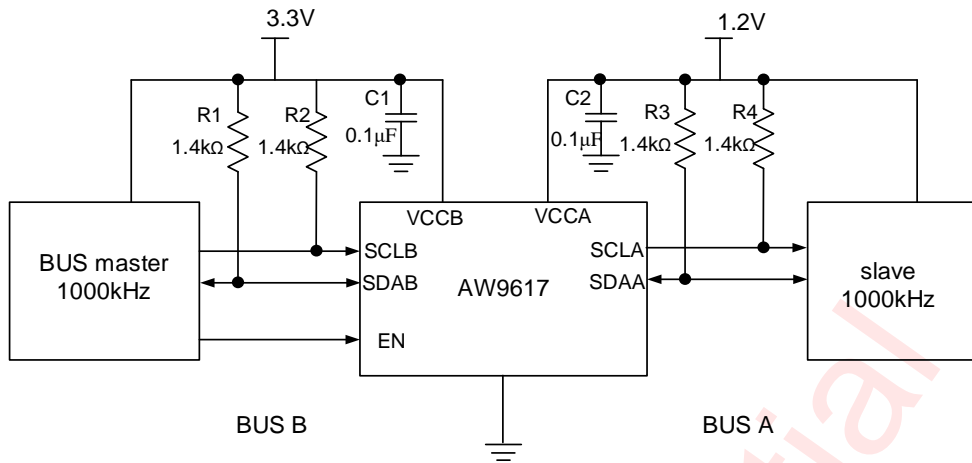 3.3V
1.2V
R1
1.4kΩ
R2
1.4kΩ
C1
0.1μF
C2
0.1μF
R3
1.4kΩ
R4
1.4kΩ
BUS master
1000kHz
VCCB
VCCA
SCLB
SDAB
EN
AW9617
SCLA
SDAA
slave
1000kHz
BUS B
BUS A
tial